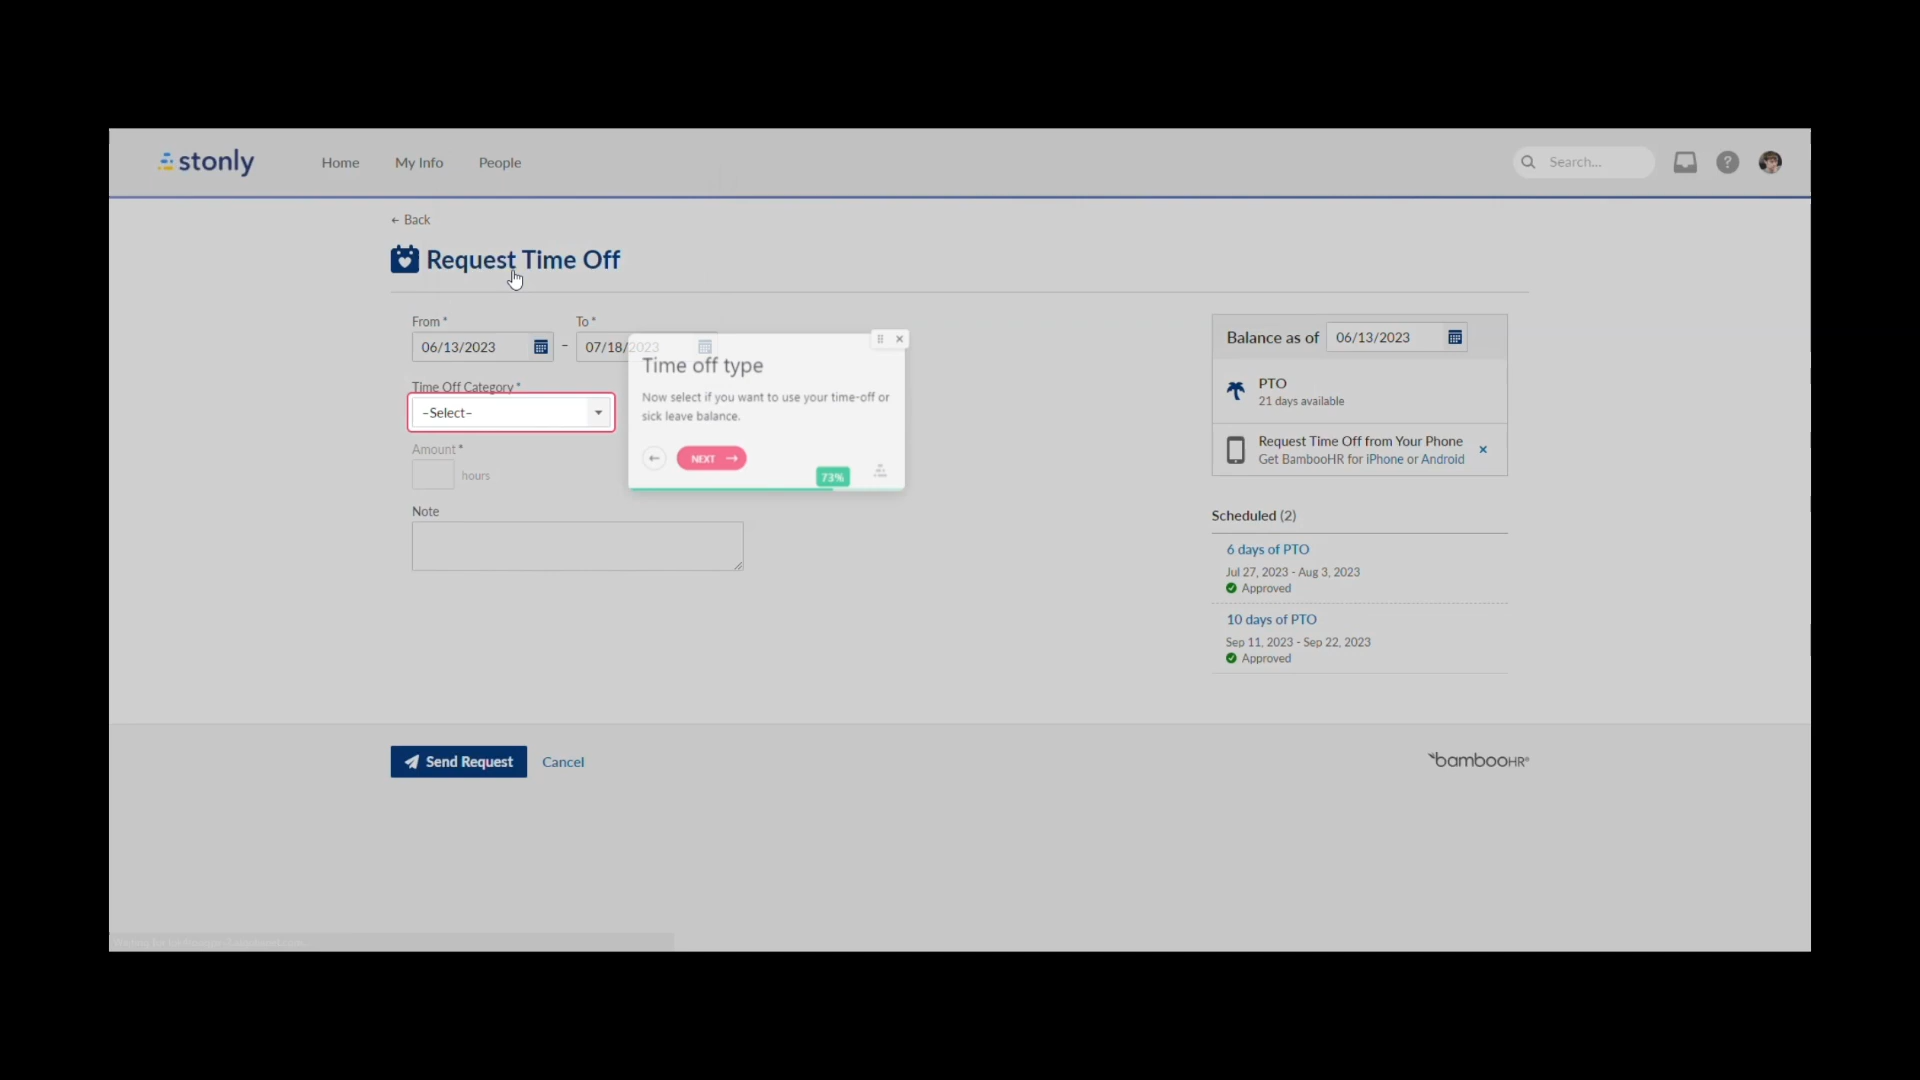 stonly
Home
My Info
People
Search...
?
← Back
Request Time Off
From *
To *
06/13/2023
-
07/18/2023
Time Off Category *
-Select-
Amount *
hours
Note
Time off type
Now select if you want to use your time-off or
sick leave balance.
←
NEXT →
73%
Balance as of 06/13/2023
PTO
21 days available
Request Time Off from Your Phone
Get BambooHR for iPhone or Android
Scheduled (2)
6 days of PTO
Jul 27, 2023 - Aug 3, 2023
Approved
10 days of PTO
Sep 11, 2023 - Sep 22, 2023
Approved
Send Request
Cancel
bambooHR®